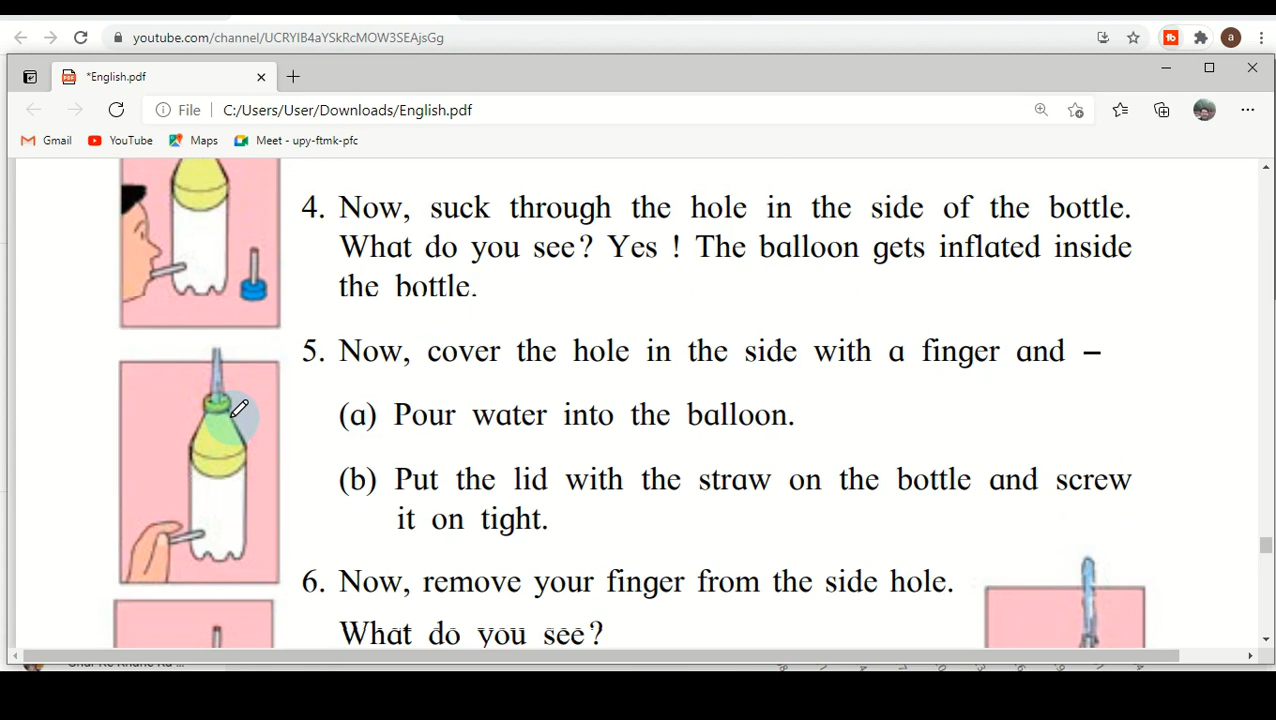 youtube.com/channel/UCRYIB4aYSkRcMOW3SEAjsGg
a
*English.pdf
File C:/Users/User/Downloads/English.pdf
Gmail YouTube Maps Meet - upy-ftmk-pfc
4. Now, suck through the hole in the side of the bottle.
What do you see? Yes ! The balloon gets inflated inside
the bottle.
5. Now, cover the hole in the side with a finger and –
(a) Pour water into the balloon.
(b) Put the lid with the straw on the bottle and screw
it on tight.
6. Now, remove your finger from the side hole.
What do you see?